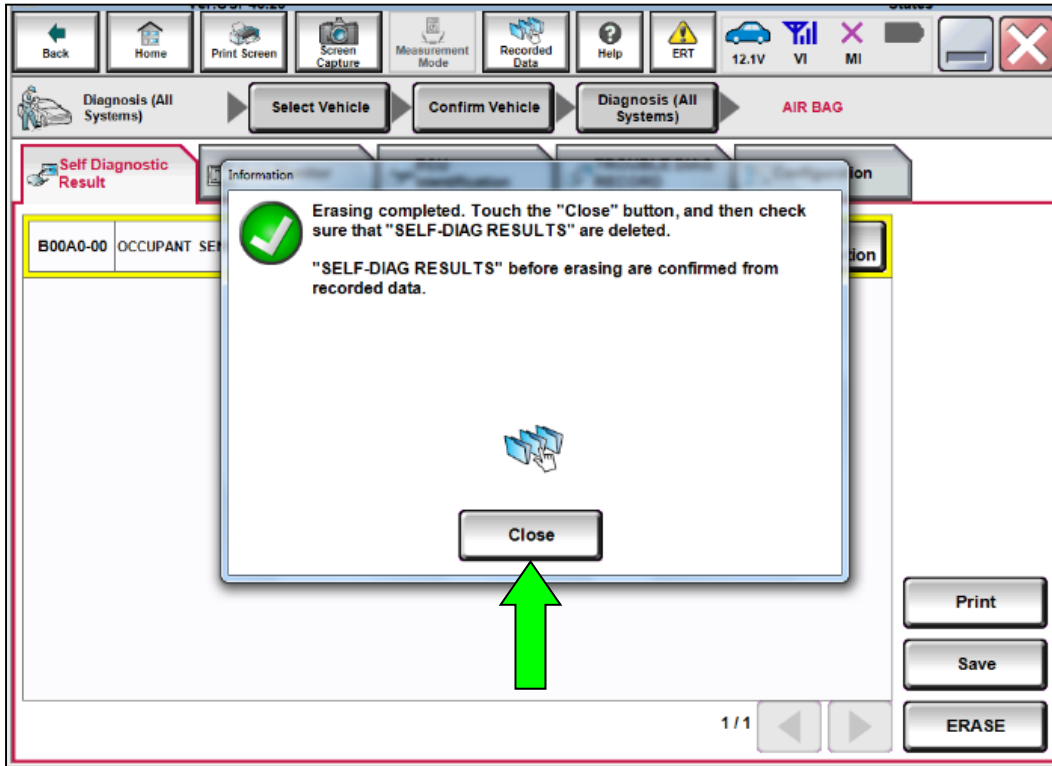 Back
Home
Print Screen
Screen
Capture
Measurement
Mode
Recorded
Data
Help
ERT
12.1V
VI
MI
Diagnosis (All
Systems)
Select Vehicle
Confirm Vehicle
Diagnosis (All
Systems)
AIR BAG
Self Diagnostic
Result
Information
Erasing completed. Touch the "Close" button, and then check
sure that "SELF-DIAG RESULTS" are deleted.
"SELF-DIAG RESULTS" before erasing are confirmed from
recorded data.
B00A0-00
OCCUPANT
Close
Print
Save
1 / 1
ERASE